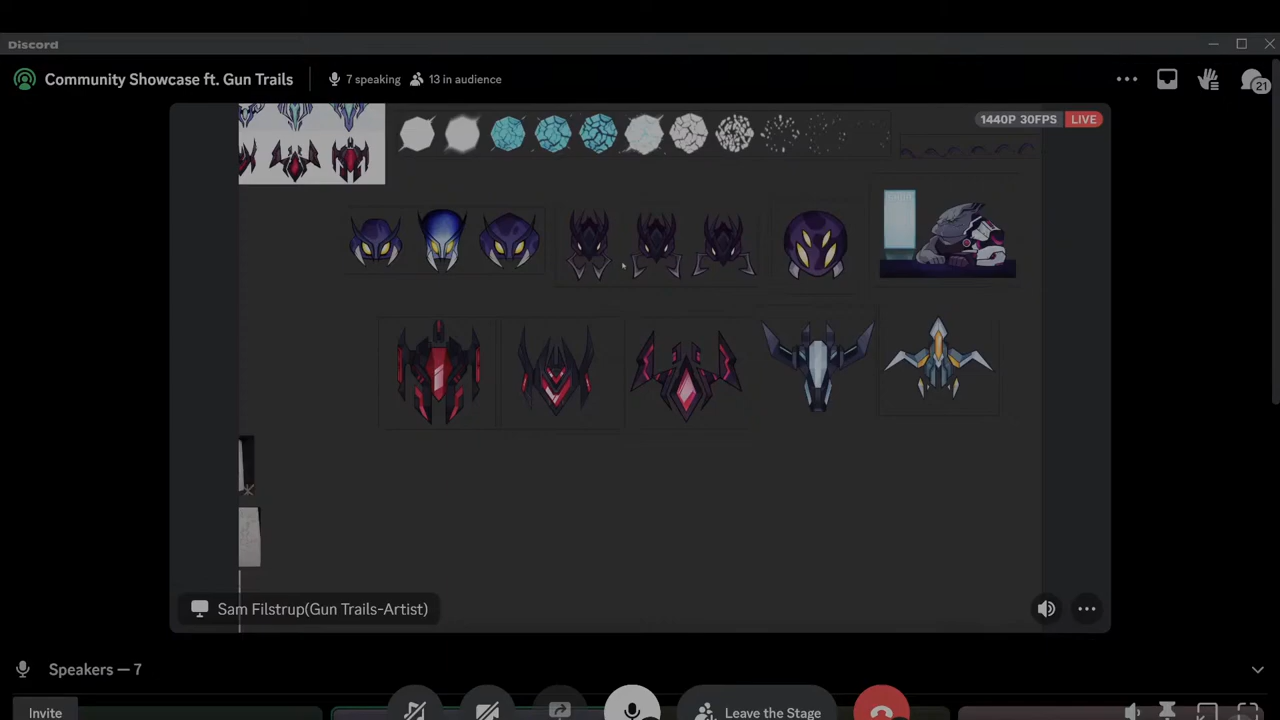 Discord
Community Showcase ft. Gun Trails
7 speaking
13 in audience
21
1440P 30FPS
LIVE
Sam Filstrup(Gun Trails-Artist)
Speakers — 7
Invite
Leave the Stage